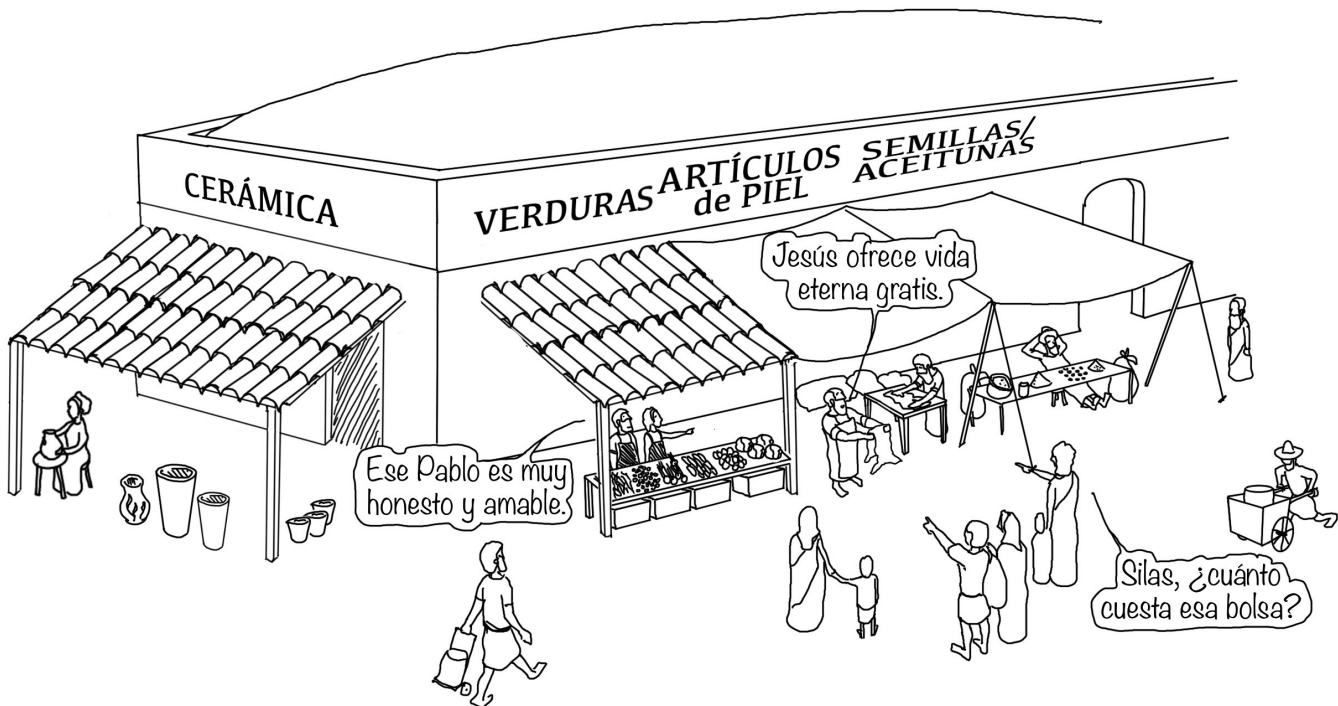 CERÁMICA
VERDURAS
ARTÍCULOS
de PIEL
SEMILLAS/
ACEITUNAS
Jesús ofrece vida
eterna gratis.
Ese Pablo es muy
honesto y amable.
Silas, ¿cuánto
cuesta esa bolsa?